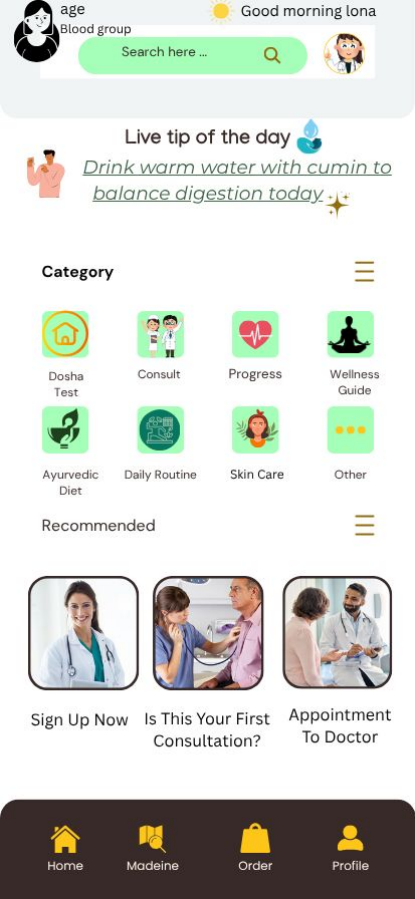 age
Good morning lona
Blood group
Search here ...
Live tip of the day
Drink warm water with cumin to
balance digestion today
Category
Dosha
Test
Consult
Progress
Wellness
Guide
Ayurvedic
Diet
Daily Routine
Skin Care
Other
Recommended
Sign Up Now
Is This Your First
Consultation?
Appointment
To Doctor
Home
Madeine
Order
Profile